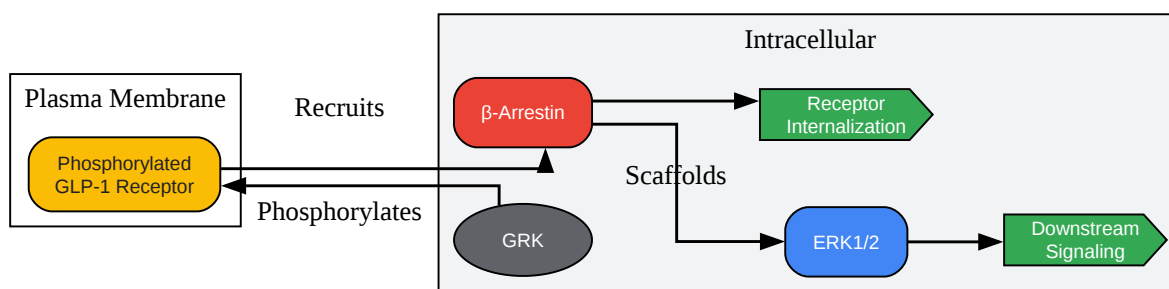 Intracellular
Plasma Membrane
Recruits
β-Arrestin
Receptor
Internalization
Phosphorylated
GLP-1 Receptor
Scaffolds
Phosphorylates
GRK
ERK1/2
Downstream
Signaling